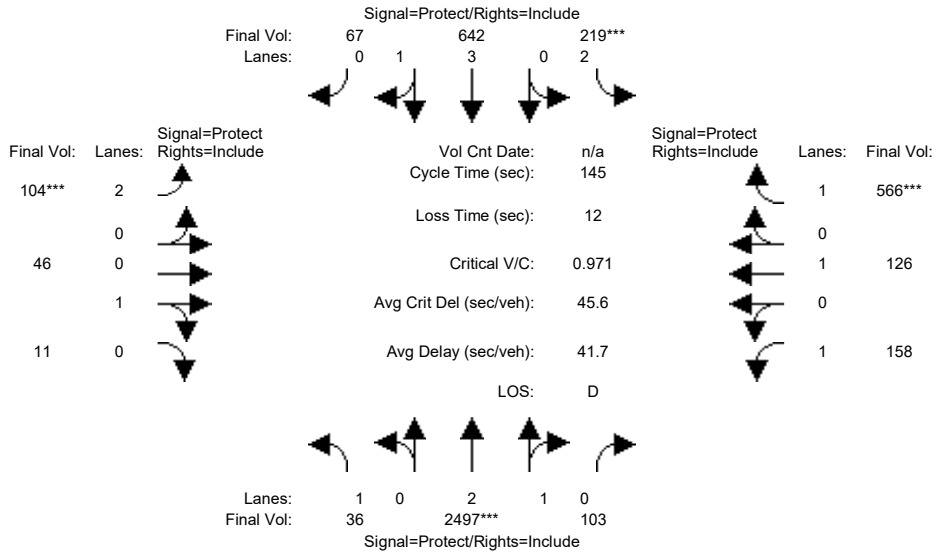 Signal=Protect/Rights=Include
Final Vol: 67 642 219***
Lanes: 0 1 3 0 2
Signal=Protect
Final Vol: Lanes: Rights=Include
Vol Cnt Date: n/a
Signal=Protect
Rights=Include Lanes: Final Vol:
Cycle Time (sec): 145
104*** 2
1 566***
Loss Time (sec): 12
0
0
46 0
Critical V/C: 0.971
1 126
1
Avg Crit Del (sec/veh): 45.6
0
11 0
Avg Delay (sec/veh): 41.7
1 158
LOS: D
Lanes: 1 0 2 1 0
Final Vol: 36 2497*** 103
Signal=Protect/Rights=Include